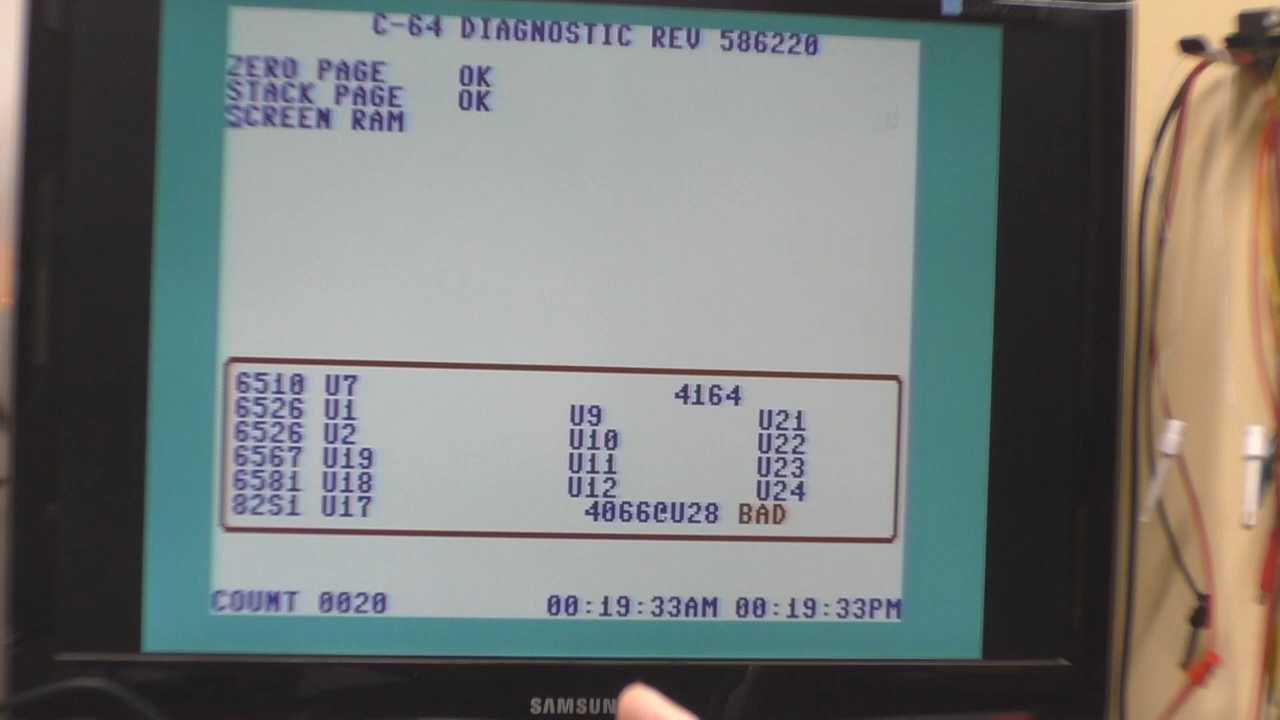 C-64 DIAGNOSTIC REV 586220
ZERO PAGE OK
STACK PAGE OK
SCREEN RAM
6510 U7
6526 U1
6526 U2
6567 U19
6581 U18
82S1 U17
4164
U9 U21
U10 U22
U11 U23
U12 U24
4066@U28 BAD
COUNT 0020 00:19:33AM 00:19:33PM
SAMSUN